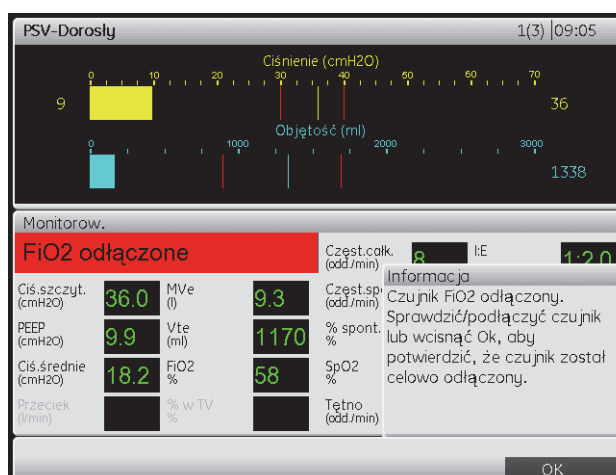 PSV-Dorosły 1(3) |09:05
Ciśnienie (cmH2O)
0 10 20 30 40 50 60 70
9 36
Objętość (ml)
0 1000 2000 3000
1338
Monitorow.
FiO2 odłączone
Częst.całk. (odd./min) 8 I:E 1:2.0
Ciś.szczyt. (cmH2O) 36.0 MVe (l) 9.3 Częst.sp (odd./min)
PEEP (cmH2O) 9.9 Vte (ml) 1170 % spont. %
Ciś.średnie (cmH2O) 18.2 FiO2 % 58 SpO2 %
Przeciek (l/min) % w TV % Tętno (odd./min)
Informacja
Czujnik FiO2 odłączony.
Sprawdzić/podłączyć czujnik
lub wcisnąć Ok, aby
potwierdzić, że czujnik został
celowo odłączony.
OK